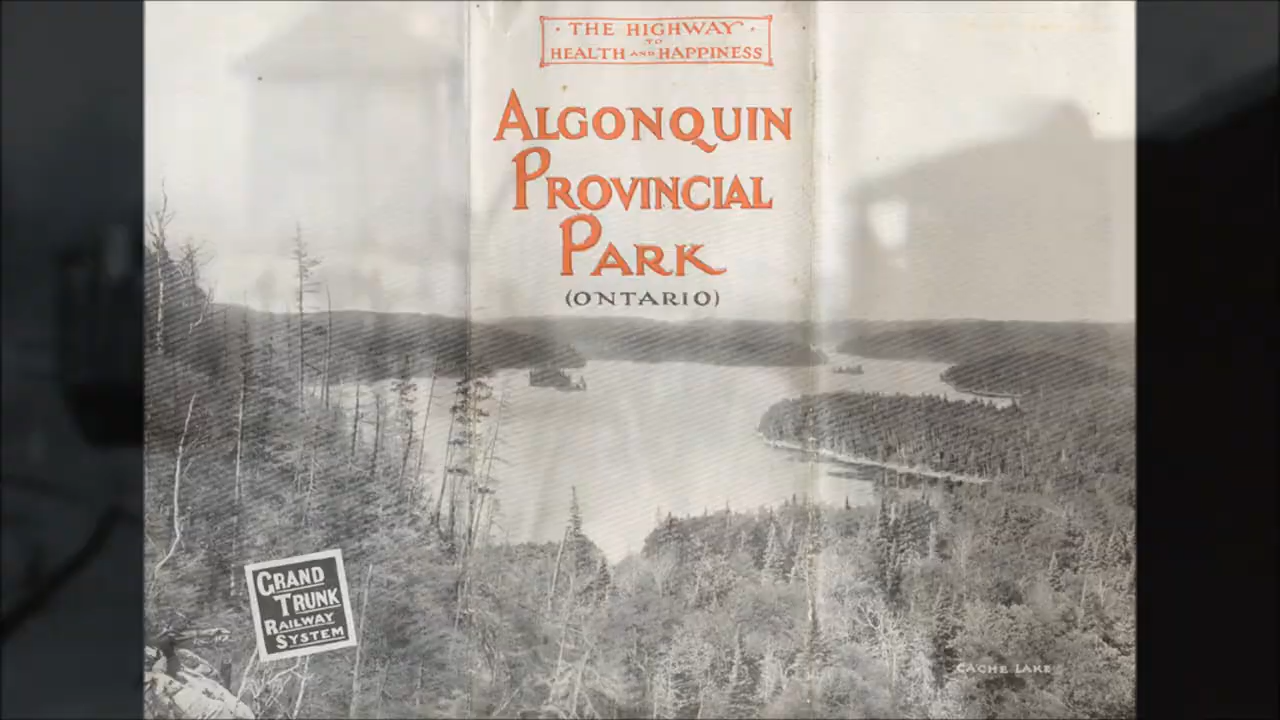 · THE HIGHWAY ·
TO
HEALTH AND HAPPINESS
ALGONQUIN
PROVINCIAL
PARK
(ONTARIO)
GRAND
TRUNK
RAILWAY
SYSTEM
CACHE LAKE